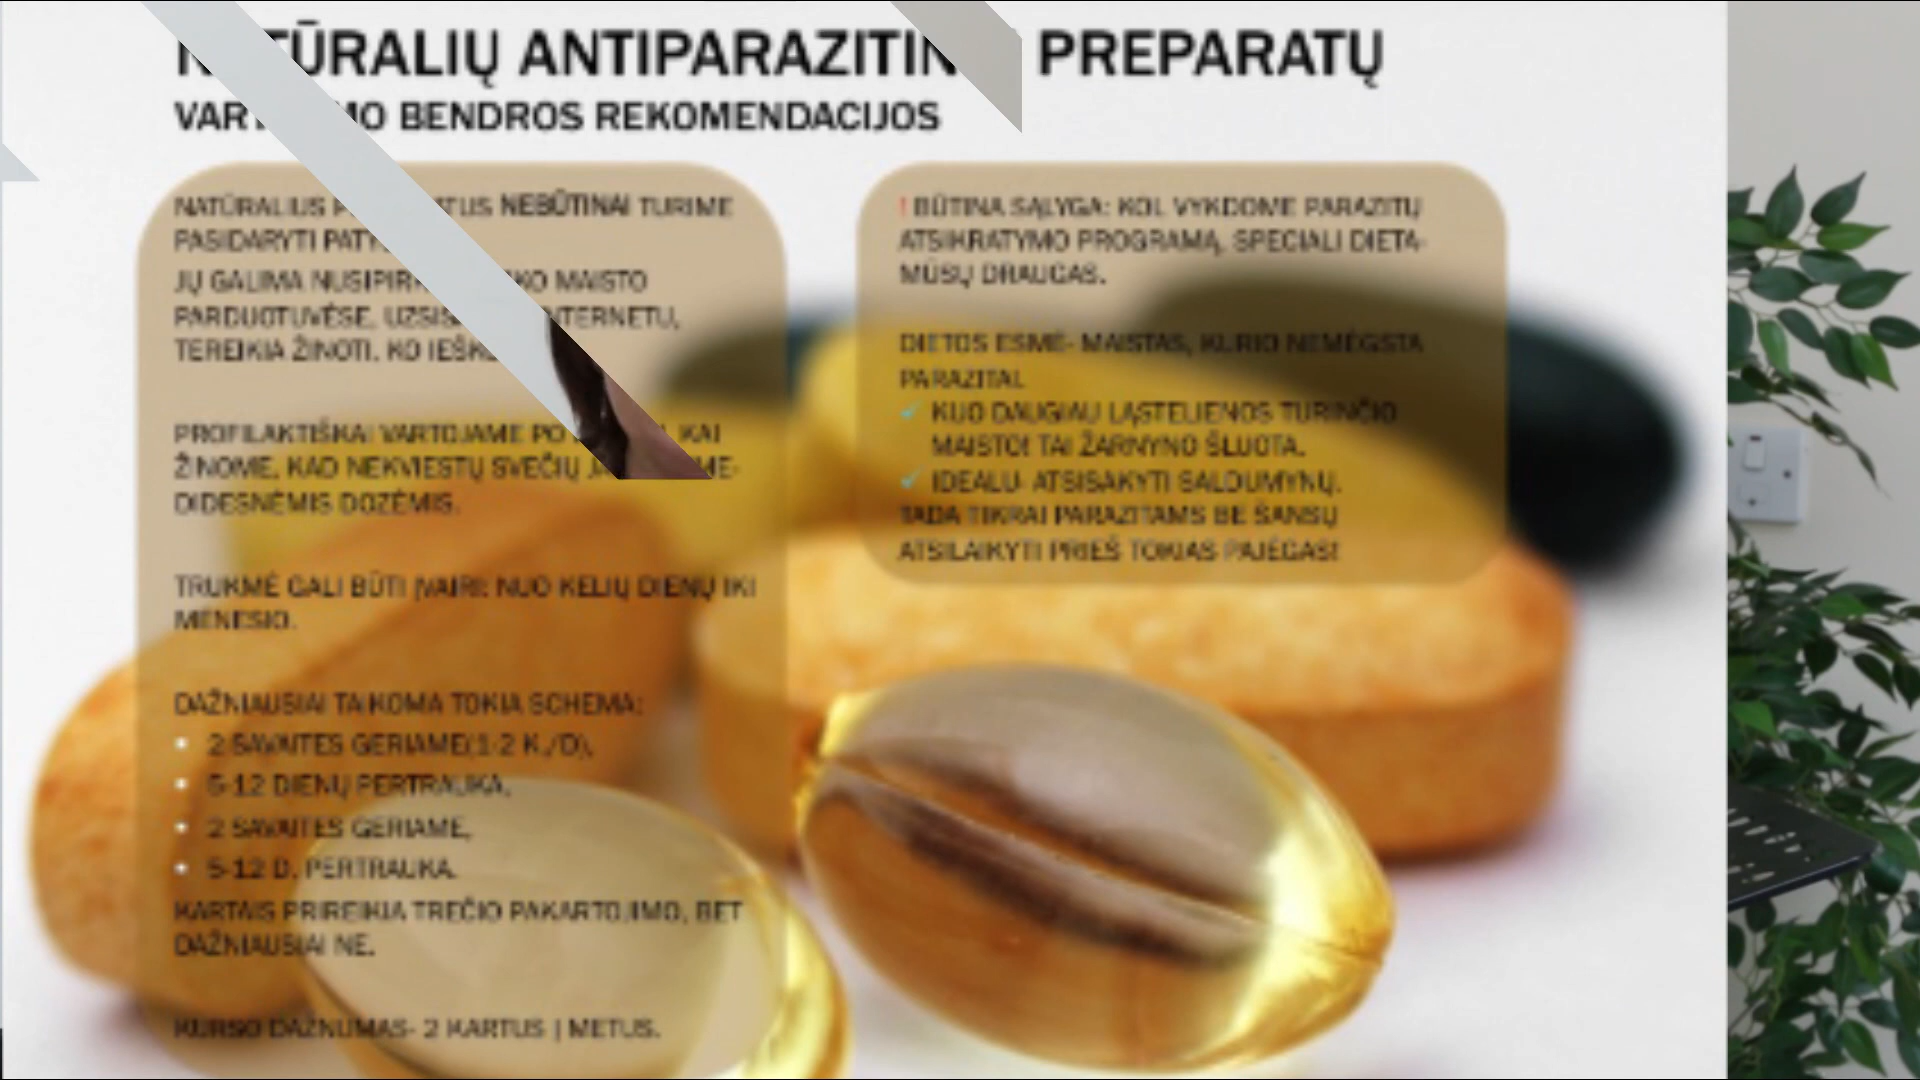 ANTIPARAZITIN PREPARATŲ
BENDROS REKOMENDACIJOS
NATŪRALIUS NEBŪTINAI TURIME
PASIDARYTI
JŲ GALIMA MAISTO
PARDUOTUVĖSE,
TEREIKIA ŽINOTI, KO
PROFILAKTIŠKAI VARTOJAME PO KAI
ŽINOME, KAD NEKVIESTŲ SVEČIŲ
DIDESNĖMIS DOZĖMIS.
TRUKMĖ GALI BŪTI ĮVAIRI: NUO KELIŲ DIENŲ IKI
MĖNESIO.
DAŽNIAUSIAI TAIKOMA TOKIA SCHEMA:
• 2 SAVAITES GERIAME(1-2 K./D),
• 5-12 DIENŲ PERTRAUKA,
• 2 SAVAITES GERIAME,
• 5-12 D. PERTRAUKA.
KARTAIS PRIREIKIA TREČIO PAKARTOJIMO, BET
DAŽNIAUSIAI NE.
KURSO DAŽNUMAS- 2 KARTUS Į METUS.
! BŪTINA SĄLYGA: KOL VYKDOME PARAZITŲ
ATSIKRATYMO PROGRAMĄ, SPECIALI DIETA-
MŪSŲ DRAUGAS.
DIETOS ESMĖ- MAISTAS, KURIO NEMĖGSTA
PARAZITAI.
✓ KUO DAUGIAU LĄSTELIENOS TURINČIO
MAISTO! TAI ŽARNYNO ŠLUOTA.
✓ IDEALU- ATSISAKYTI SALDUMYNŲ.
TADA TIKRAI PARAZITAMS BE ŠANSŲ
ATSILAIKYTI PRIEŠ TOKIAS PAJĖGAS!